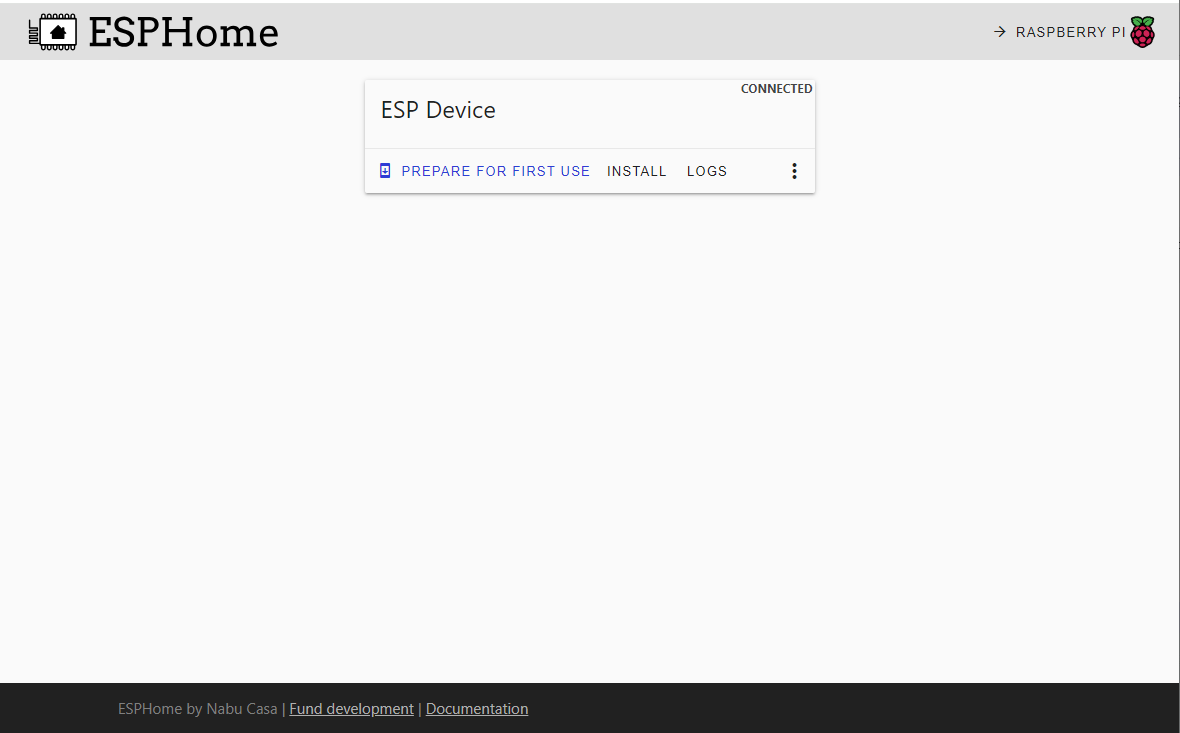 ESPHome
RASPBERRY PI
CONNECTED
ESP Device
PREPARE FOR FIRST USE INSTALL LOGS
ESPHome by Nabu Casa | Fund development | Documentation